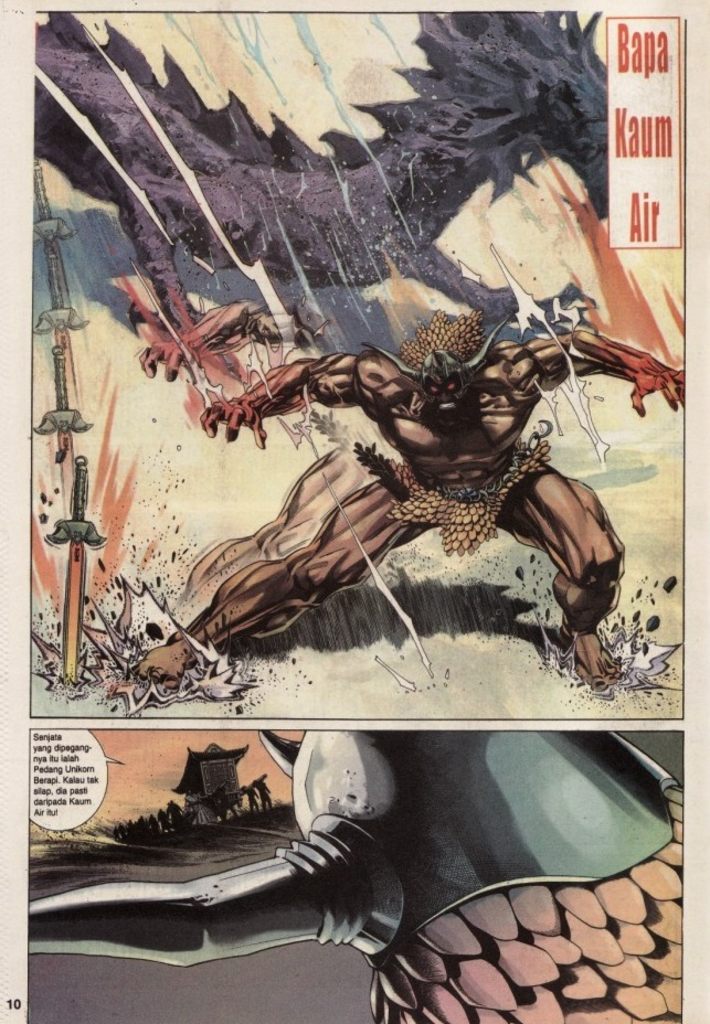 Bapa
Kaum
Air
Senjata
yang dipegang-
nya itu ialah
Pedang Unikorn
Berapi. Kalau tak
silap, dia pasti
daripada Kaum
Air itu!
10